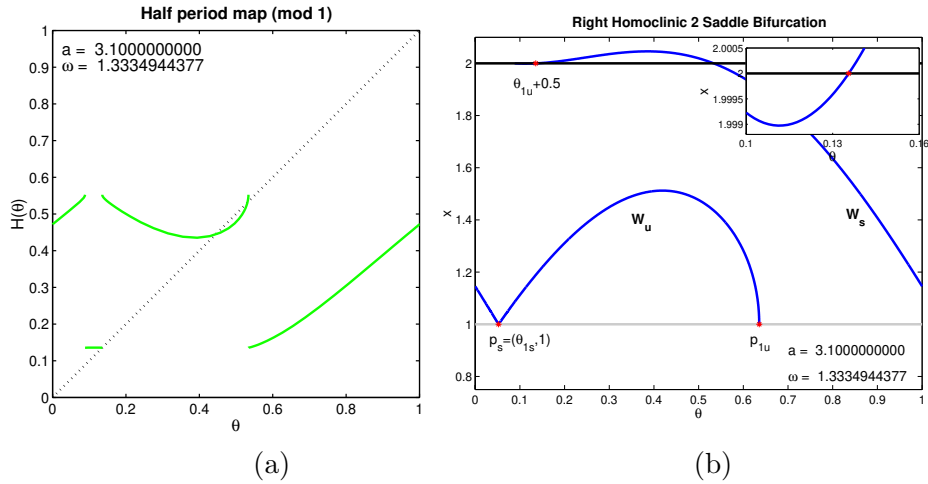 Half period map (mod 1)
a = 3.1000000000
ω = 1.3334944377
H(θ)
1
0.9
0.8
0.7
0.6
0.5
0.4
0.3
0.2
0.1
0
0 0.2 0.4 0.6 0.8 1
θ
(a)
Right Homoclinic 2 Saddle Bifurcation
x
2
1.8
1.6
1.4
1.2
1
0.8
θ1u+0.5
2.0005
2
1.9995
1.999
x
0.1 0.13 0.16
θ
Wu
Ws
ps=(θ1s,1)
p1u
a = 3.1000000000
ω = 1.3334944377
0 0.1 0.2 0.3 0.4 0.5 0.6 0.7 0.8 0.9 1
θ
(b)